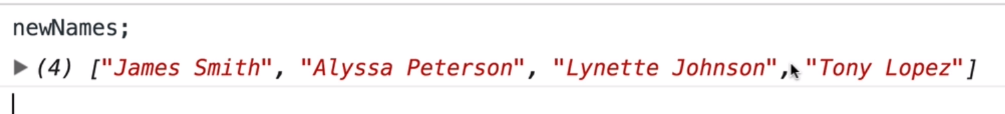 newNames;
▶ (4) ["James Smith", "Alyssa Peterson", "Lynette Johnson", "Tony Lopez"]